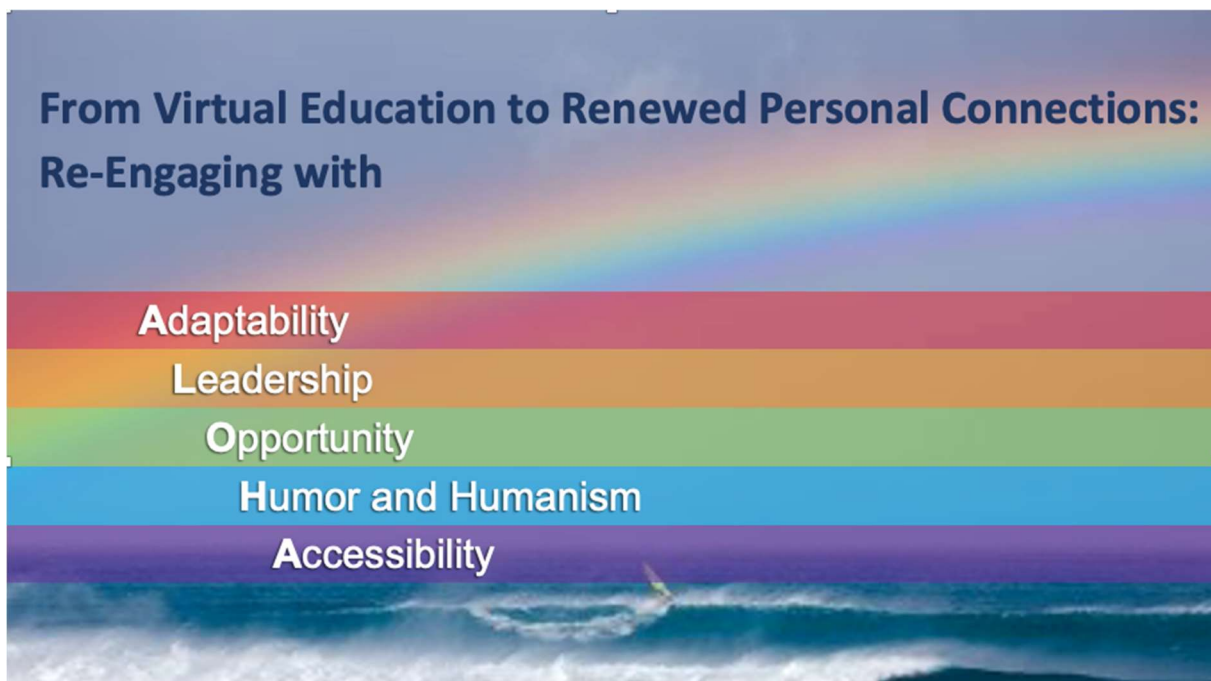 From Virtual Education to Renewed Personal Connections:
Re-Engaging with
Adaptability
Leadership
Opportunity
Humor and Humanism
Accessibility